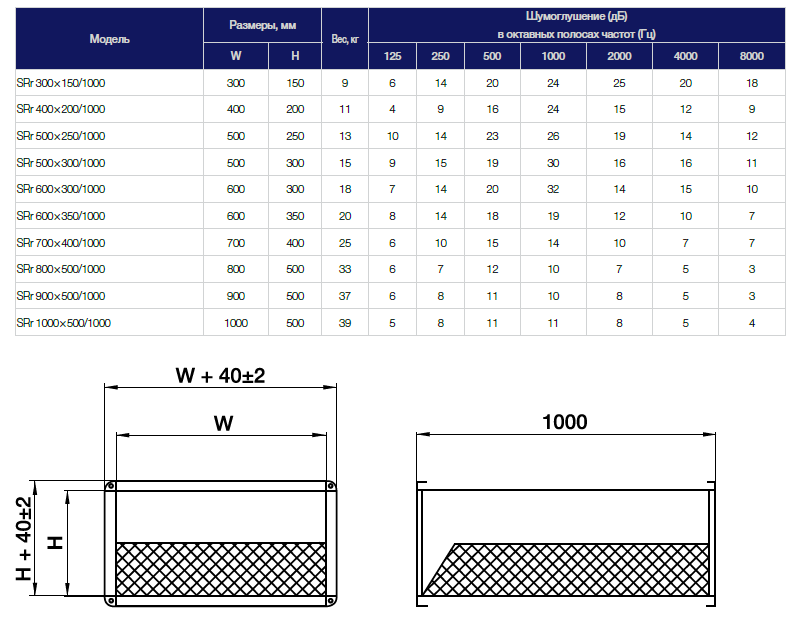 Модель Размеры, мм Вес, кг Шумоглушение (дБ)
в октавных полосах частот (Гц)
W H 125 250 500 1000 2000 4000 8000
SRr 300×150/1000 300 150 9 6 14 20 24 25 20 18
SRr 400×200/1000 400 200 11 4 9 16 24 15 12 9
SRr 500×250/1000 500 250 13 10 14 23 26 19 14 12
SRr 500×300/1000 500 300 15 9 15 19 30 16 16 11
SRr 600×300/1000 600 300 18 7 14 20 32 14 15 10
SRr 600×350/1000 600 350 20 8 14 18 19 12 10 7
SRr 700×400/1000 700 400 25 6 10 15 14 10 7 7
SRr 800×500/1000 800 500 33 6 7 12 10 7 5 3
SRr 900×500/1000 900 500 37 6 8 11 10 8 5 3
SRr 1000×500/1000 1000 500 39 5 8 11 11 8 5 4
W + 40±2
W
H + 40±2
H
1000